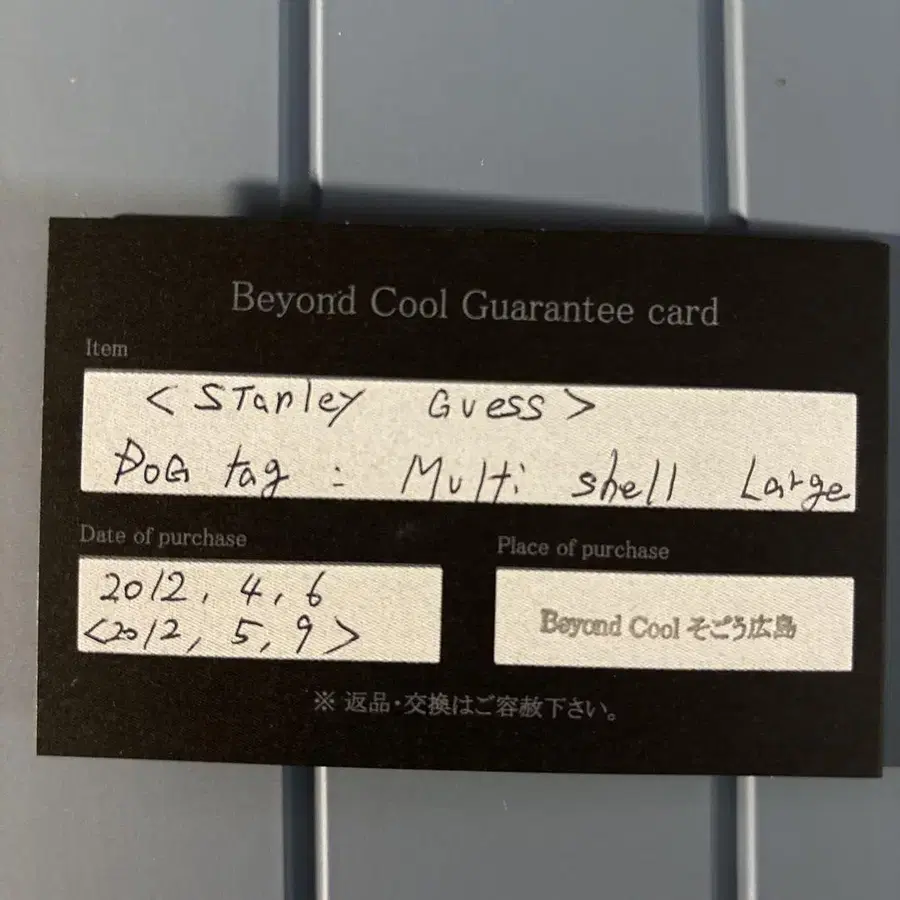 Beyond Cool Guarantee card
Item
< STanley Guess >
DOG tag : Multi shell Large
Date of purchase
2012, 4, 6
<2012, 5, 9>
Place of purchase
Beyond Cool そごう広島
※ 返品・交換はご容赦下さい。